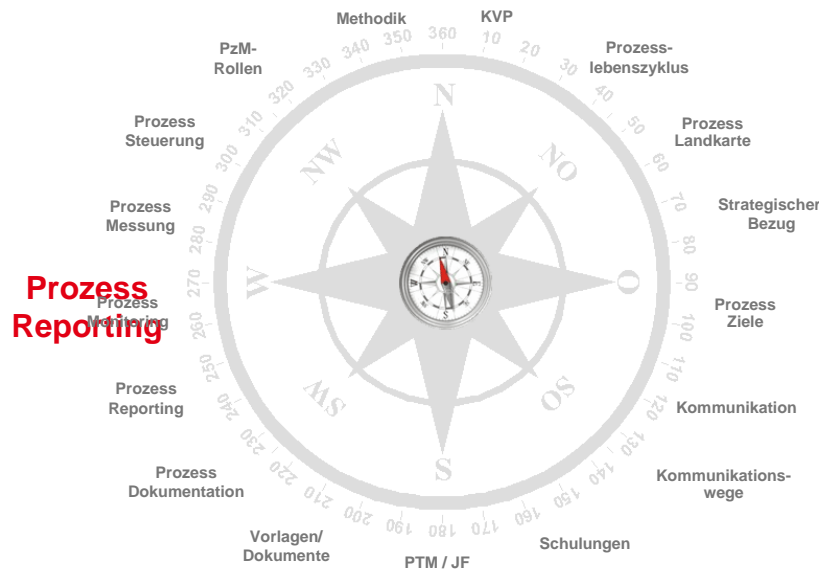 Methodik
KVP
PzM-
Rollen
Prozess-
lebenszyklus
Prozess
Steuerung
Prozess
Landkarte
Prozess
Messung
Strategischer
Bezug
Prozess
Reporting
Prozess
Monitoring
Prozess
Ziele
Prozess
Reporting
Kommunikation
Prozess
Dokumentation
Kommunikations-
wege
Vorlagen/
Dokumente
PTM / JF
Schulungen
360
10
20
30
40
50
60
70
80
90
100
110
120
130
140
150
160
170
180
190
200
210
220
230
240
250
260
270
280
290
300
310
320
330
340
350
N
NO
O
SO
S
SW
W
NW
N
S